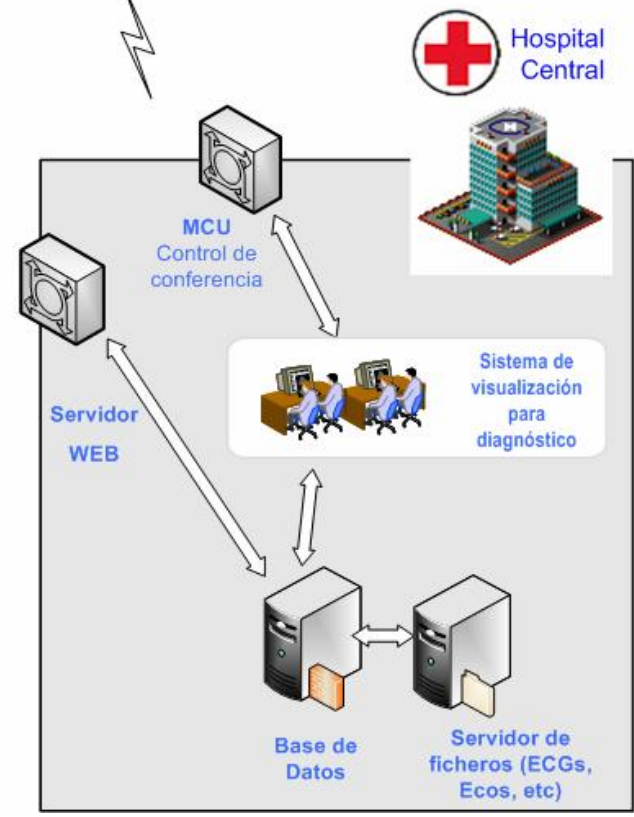 Hospital
Central
MCU
Control de
conferencia
Servidor
WEB
Sistema de
visualización
para
diagnóstico
Base de
Datos
Servidor de
ficheros (ECGs,
Ecos, etc)
H